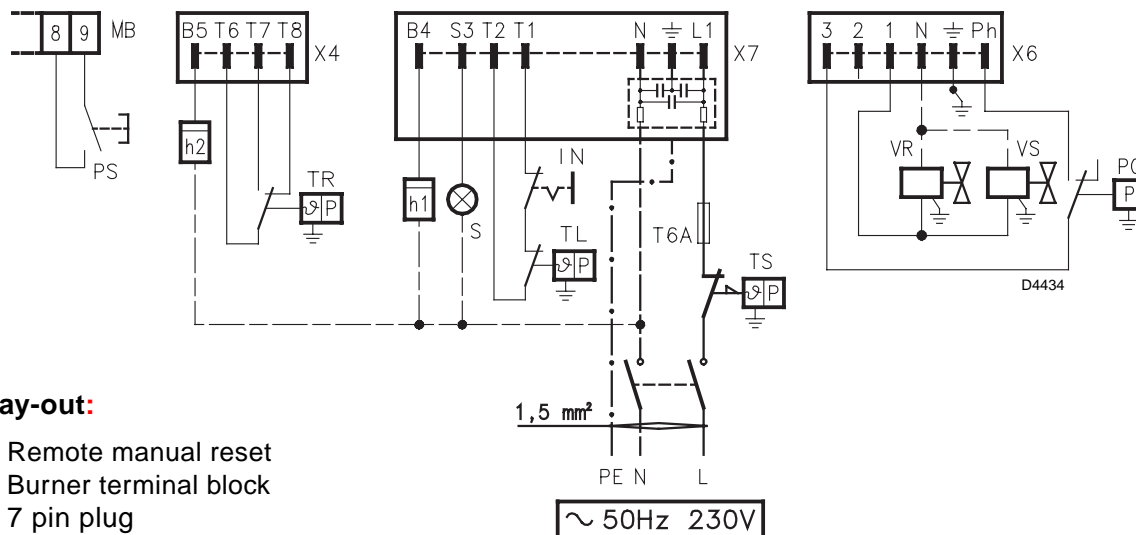 8 9 MB
B5 T6 T7 T8 X4
B4 S3 T2 T1 N L1 X7
3 2 1 N Ph X6
h2
PS
TR
ϑ P
h1
S
IN
TL
ϑ P
T6A
TS
ϑ P
VR VS
P
D4434
1,5 mm²
PE N L
~ 50Hz 230V
ay-out:
Remote manual reset
Burner terminal block
7 pin plug